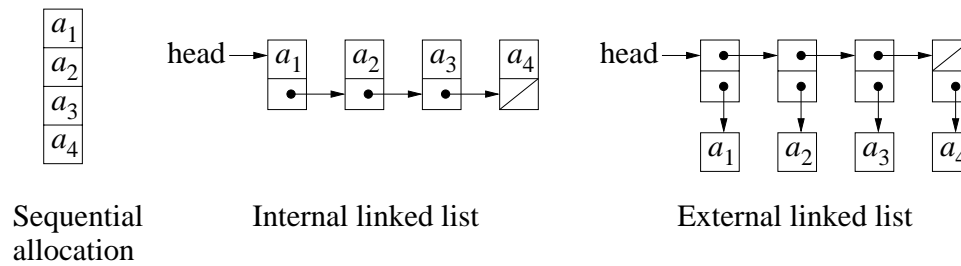 a1
a2
a3
a4
head
a1 a2 a3 a4
head
a1 a2 a3 a4
Sequential
allocation
Internal linked list
External linked list